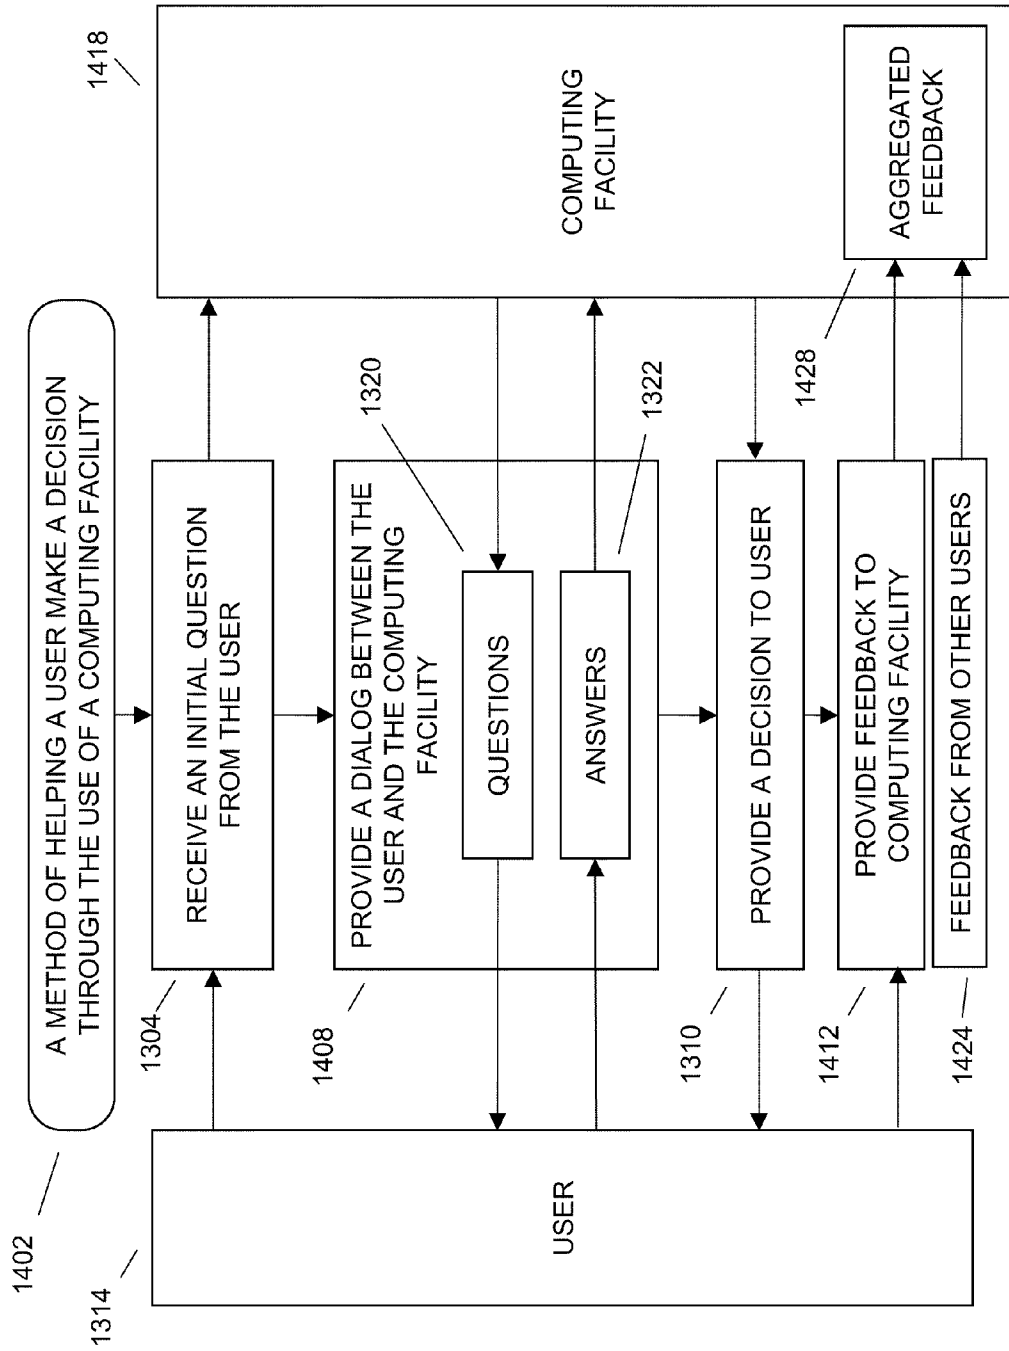 1402
A METHOD OF HELPING A USER MAKE A DECISION
THROUGH THE USE OF A COMPUTING FACILITY
1314
USER
1304
RECEIVE AN INITIAL QUESTION
FROM THE USER
1418
COMPUTING
FACILITY
1408
PROVIDE A DIALOG BETWEEN THE
USER AND THE COMPUTING
FACILITY
1320
QUESTIONS
ANSWERS
1322
1310
PROVIDE A DECISION TO USER
1412
PROVIDE FEEDBACK TO
COMPUTING FACILITY
1428
AGGREGATED
FEEDBACK
1424
FEEDBACK FROM OTHER USERS